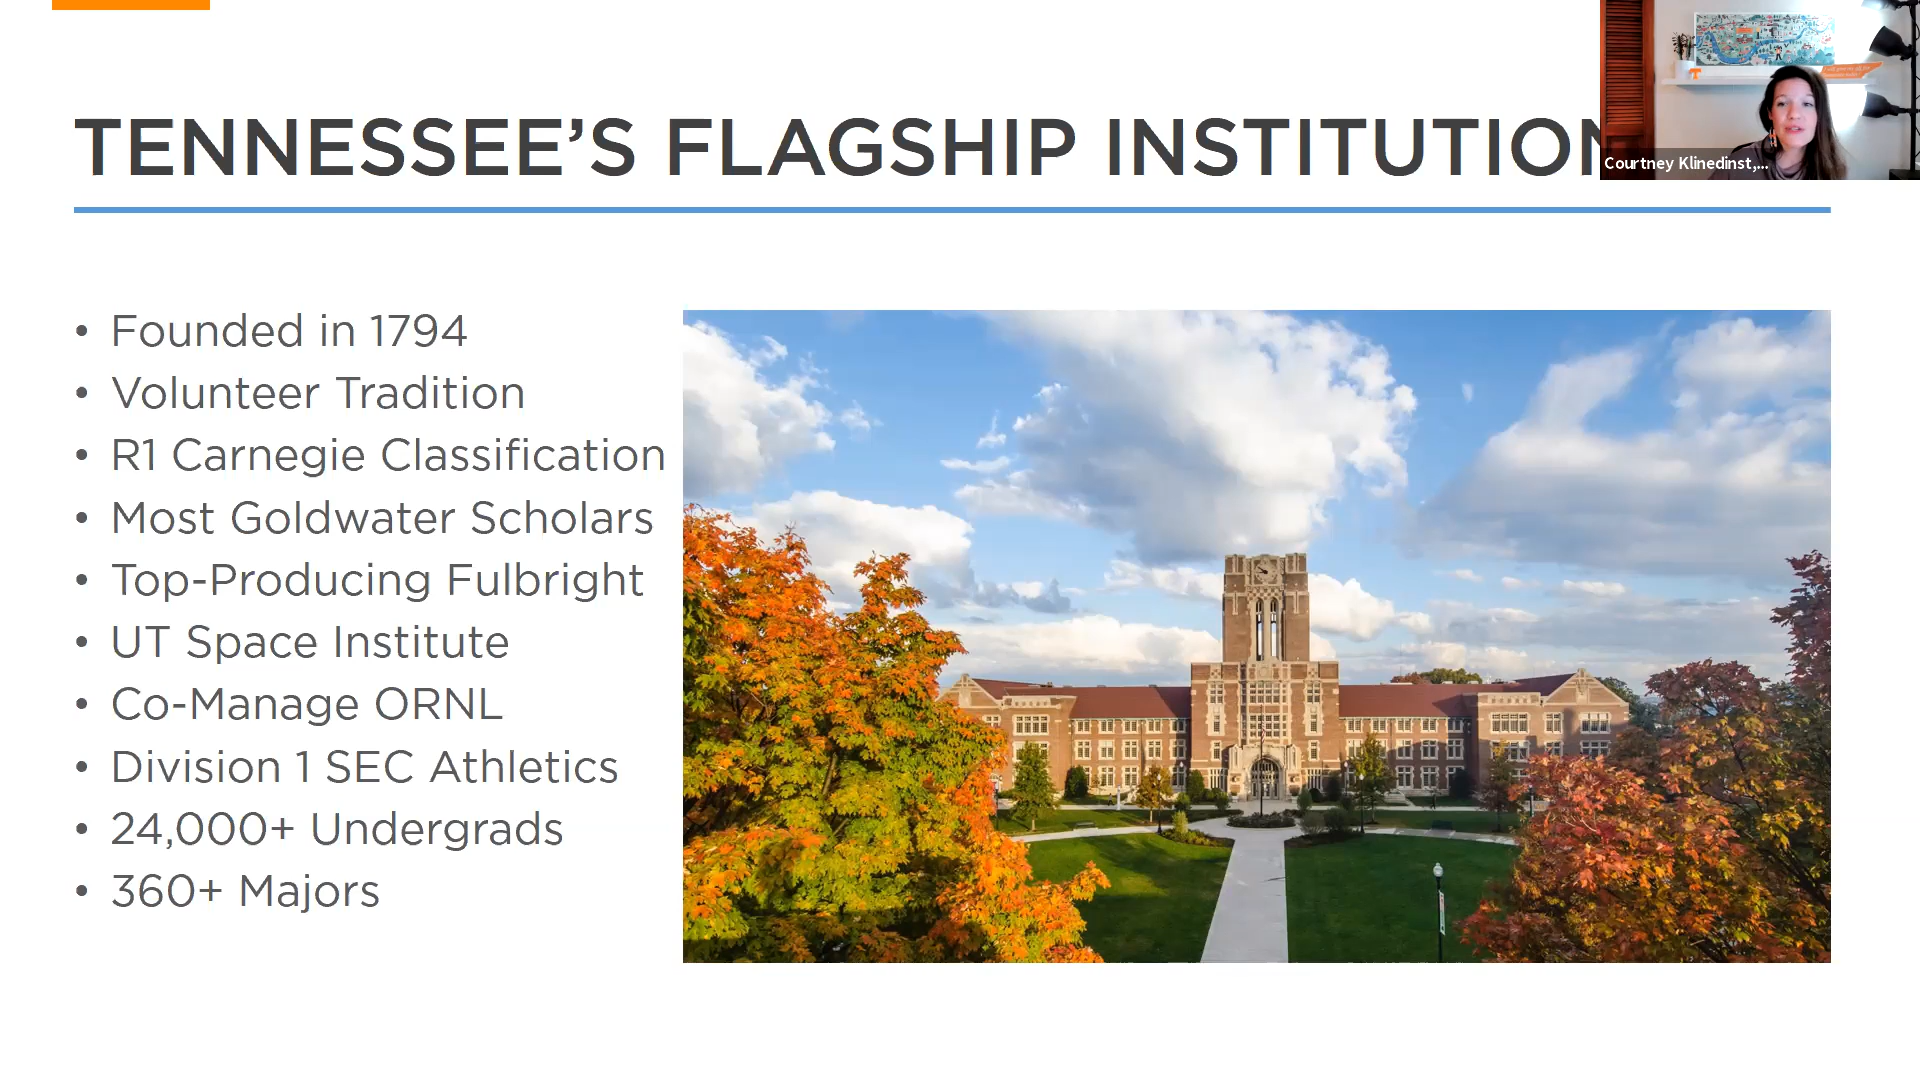 TENNESSEE’S FLAGSHIP INSTITUTION
Courtney Klinedinst,...
• Founded in 1794
• Volunteer Tradition
• R1 Carnegie Classification
• Most Goldwater Scholars
• Top-Producing Fulbright
• UT Space Institute
• Co-Manage ORNL
• Division 1 SEC Athletics
• 24,000+ Undergrads
• 360+ Majors